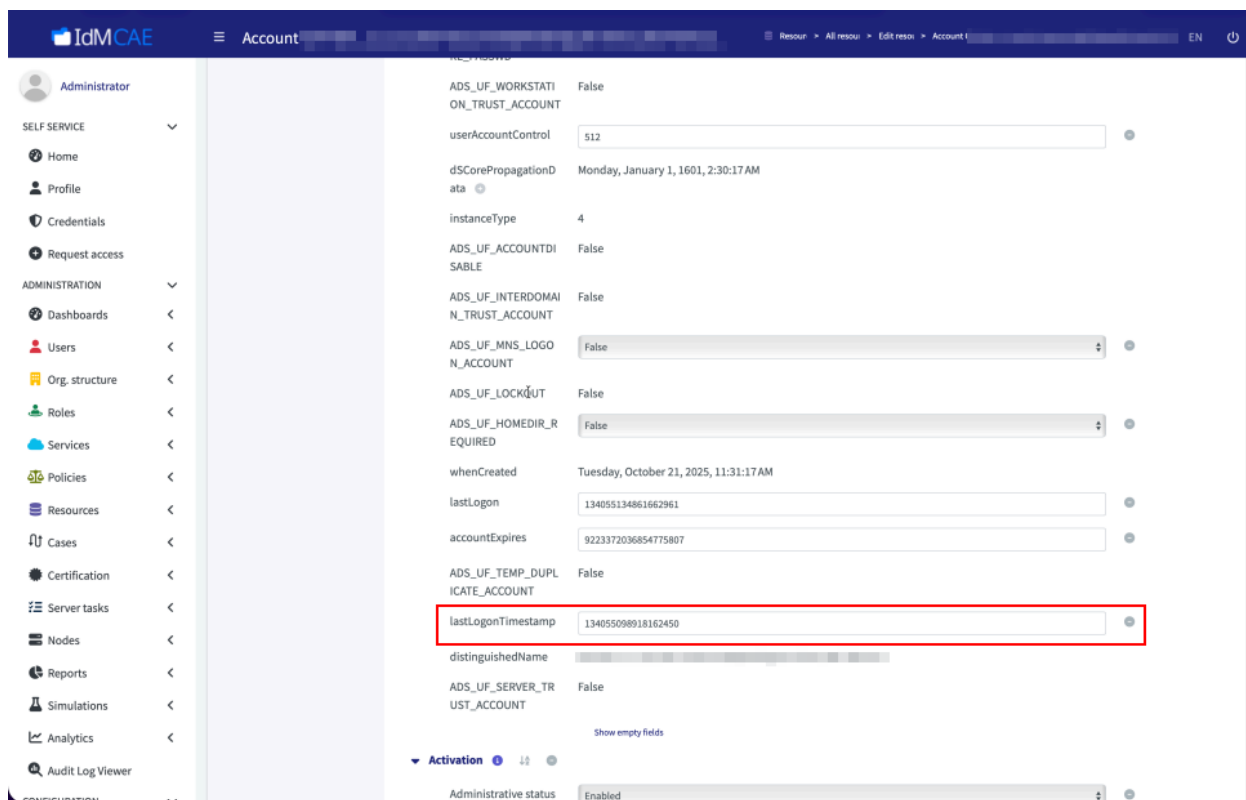 IdMCAE
Account
Resour > All resou > Edit resou > Account
EN
Administrator
SELF SERVICE
Home
Profile
Credentials
Request access
ADMINISTRATION
Dashboards
Users
Org. structure
Roles
Services
Policies
Resources
Cases
Certification
Server tasks
Nodes
Reports
Simulations
Analytics
Audit Log Viewer
CONFIGURATION
RE_PASSWD
ADS_UF_WORKSTATI False
ON_TRUST_ACCOUNT
userAccountControl 512
dSCorePropagationD Monday, January 1, 1601, 2:30:17 AM
ata
instanceType 4
ADS_UF_ACCOUNTDI False
SABLE
ADS_UF_INTERDOMAI False
N_TRUST_ACCOUNT
ADS_UF_MNS_LOGO False
N_ACCOUNT
ADS_UF_LOCKOUT False
ADS_UF_HOMEDIR_R False
EQUIRED
whenCreated Tuesday, October 21, 2025, 11:31:17 AM
lastLogon 134055134861662961
accountExpires 9223372036854775807
ADS_UF_TEMP_DUPL False
ICATE_ACCOUNT
lastLogonTimestamp 134055098918162450
distinguishedName
ADS_UF_SERVER_TR False
UST_ACCOUNT
Show empty fields
Activation
Administrative status Enabled